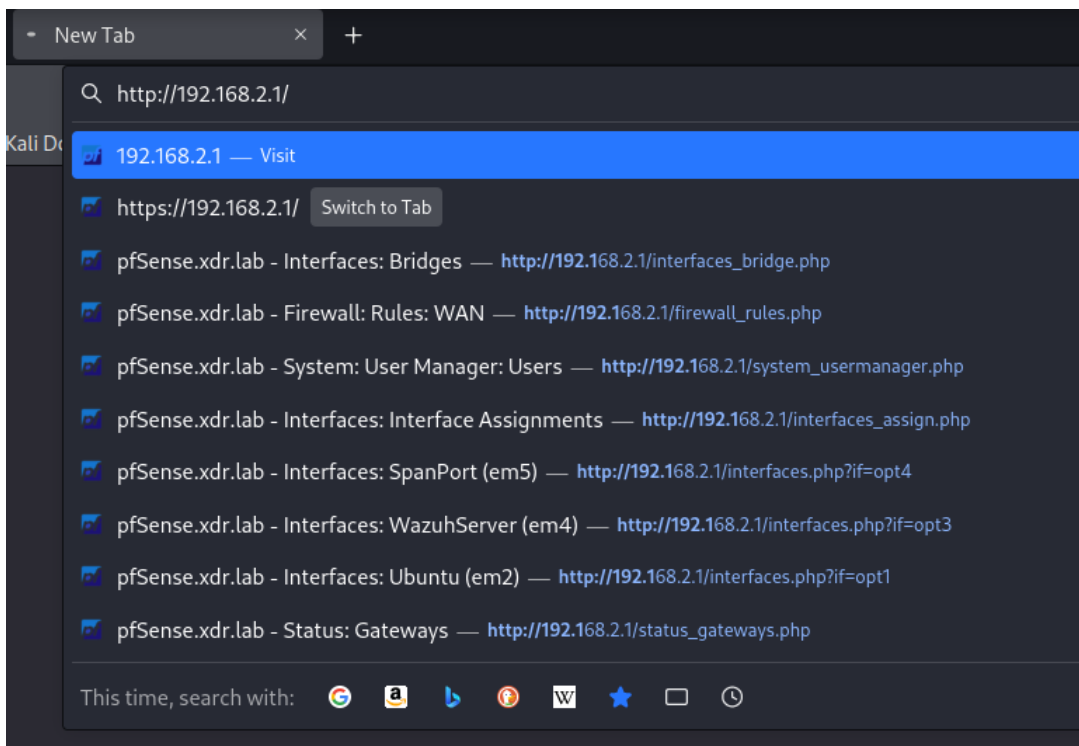 New Tab
http://192.168.2.1/
Kali Do
192.168.2.1 — Visit
https://192.168.2.1/ Switch to Tab
pfSense.xdr.lab - Interfaces: Bridges — http://192.168.2.1/interfaces_bridge.php
pfSense.xdr.lab - Firewall: Rules: WAN — http://192.168.2.1/firewall_rules.php
pfSense.xdr.lab - System: User Manager: Users — http://192.168.2.1/system_usermanager.php
pfSense.xdr.lab - Interfaces: Interface Assignments — http://192.168.2.1/interfaces_assign.php
pfSense.xdr.lab - Interfaces: SpanPort (em5) — http://192.168.2.1/interfaces.php?if=opt4
pfSense.xdr.lab - Interfaces: WazuhServer (em4) — http://192.168.2.1/interfaces.php?if=opt3
pfSense.xdr.lab - Interfaces: Ubuntu (em2) — http://192.168.2.1/interfaces.php?if=opt1
pfSense.xdr.lab - Status: Gateways — http://192.168.2.1/status_gateways.php
This time, search with: